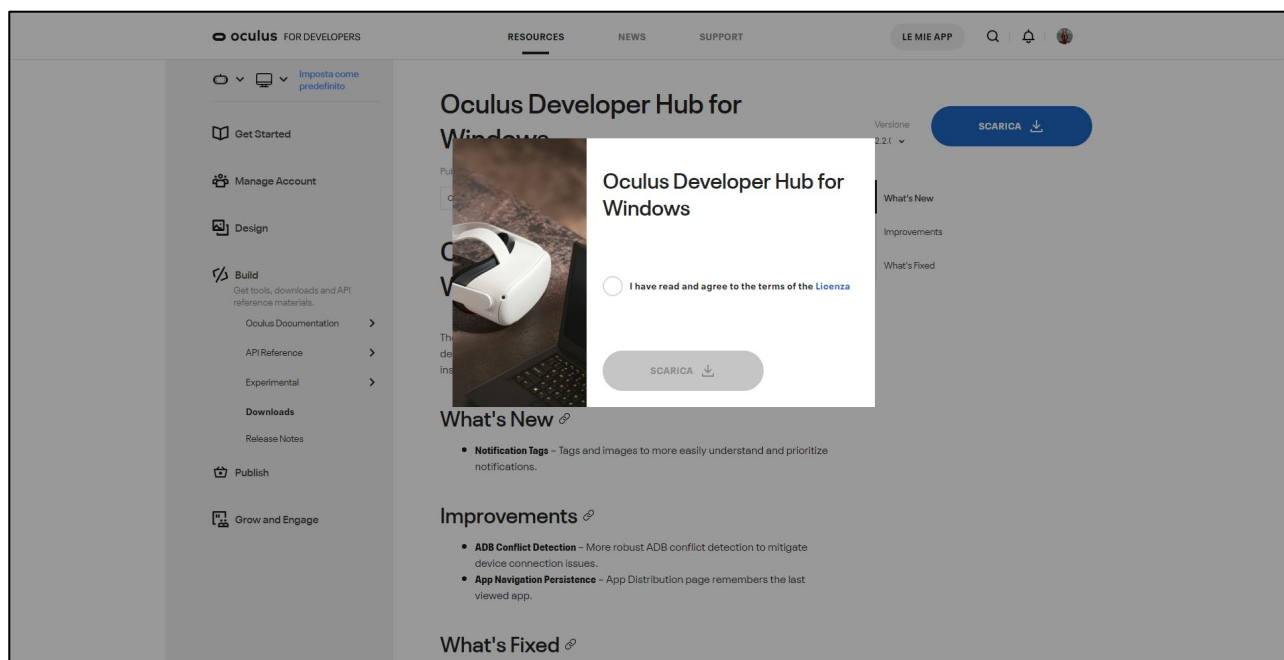 oculus FOR DEVELOPERS
RESOURCES
NEWS
SUPPORT
LE MIE APP
Imposta come
predefinito
Get Started
Manage Account
Design
Build
Get tools, downloads and API
reference materials.
Oculus Documentation
API Reference
Experimental
Downloads
Release Notes
Publish
Grow and Engage
Oculus Developer Hub for
Windows
Versione
2.2.(
SCARICA
What's New
Improvements
What's Fixed
Oculus Developer Hub for
Windows
I have read and agree to the terms of the Licenza
SCARICA
What's New
Notification Tags – Tags and images to more easily understand and prioritize
notifications.
Improvements
ADB Conflict Detection – More robust ADB conflict detection to mitigate
device connection issues.
App Navigation Persistence – App Distribution page remembers the last
viewed app.
What's Fixed